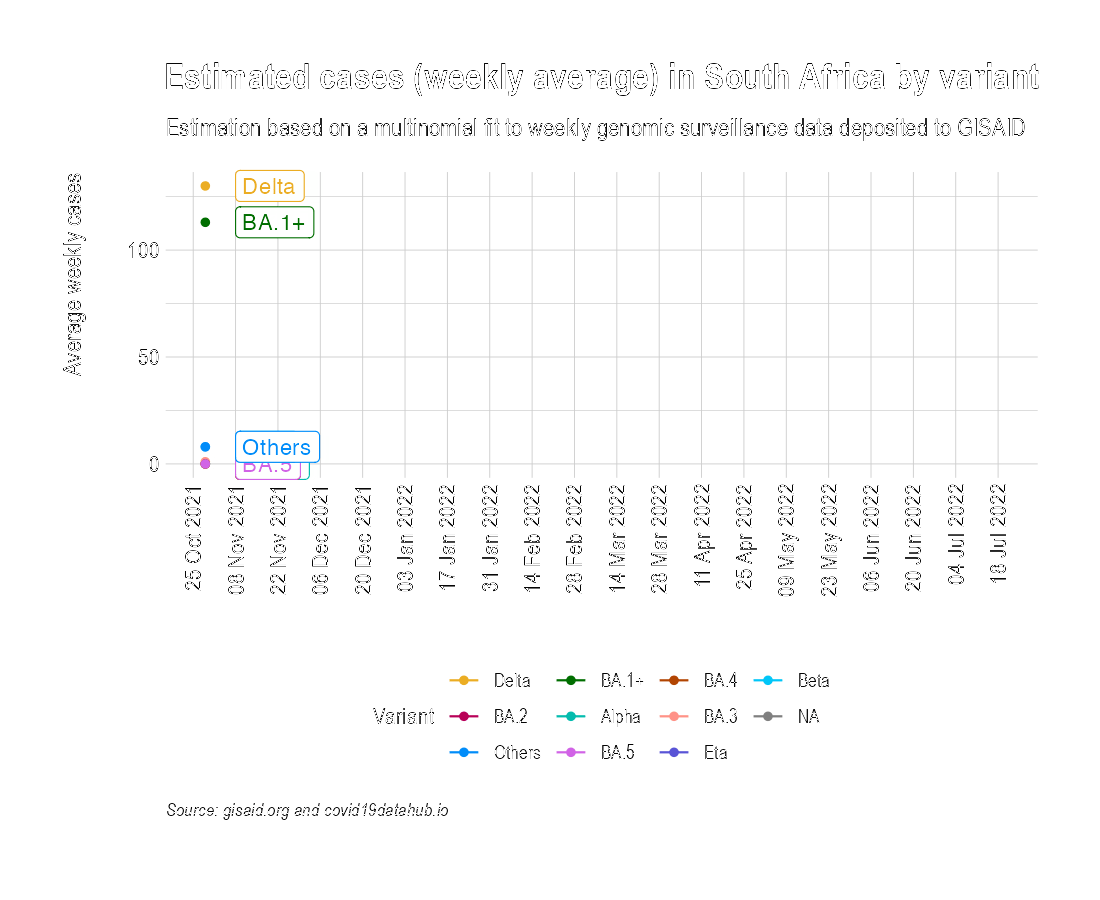 Estimated cases (weekly average) in South Africa by variant
Estimation based on a multinomial fit to weekly genomic surveillance data deposited to GISAID
Average weekly cases
Delta
BA.1+
100
50
Others
BA.5
0
25 Oct 2021
08 Nov 2021
22 Nov 2021
06 Dec 2021
20 Dec 2021
03 Jan 2022
17 Jan 2022
31 Jan 2022
14 Feb 2022
28 Feb 2022
14 Mar 2022
28 Mar 2022
11 Apr 2022
25 Apr 2022
09 May 2022
23 May 2022
06 Jun 2022
20 Jun 2022
04 Jul 2022
18 Jul 2022
Delta BA.1+ BA.4 Beta
Variant BA.2 Alpha BA.3 NA
Others BA.5 Eta
Source: gisaid.org and covid19datahub.io